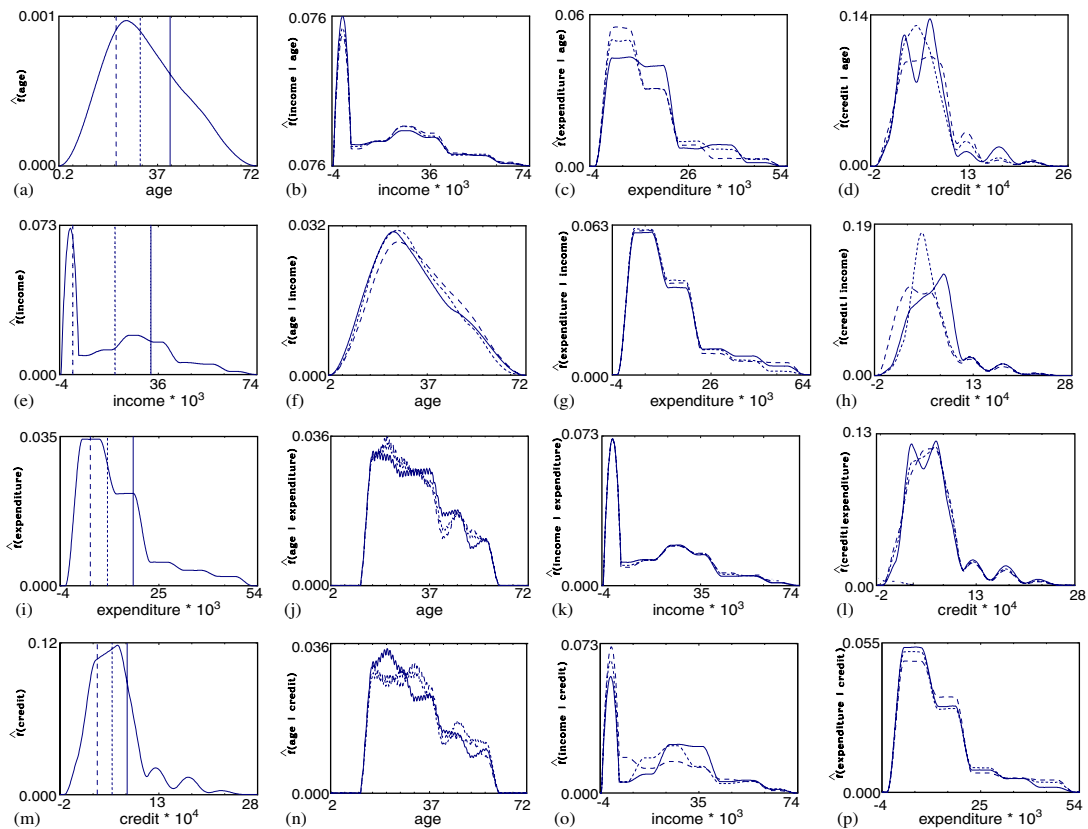 0.001
f̂(age)
0.000
0.2 37 72
(a) age
0.076
f̂(income | age)
0.076
-4 35 74
(b) income * 10³
0.06
f̂(expenditure | age)
0.00
-4 25 54
(c) expenditure * 10³
0.14
f̂(credit | age)
0.00
-2 13 26
(d) credit * 10⁴
0.073
f̂(income)
0.000
-4 36 74
(e) income * 10³
0.032
f̂(age | income)
0.000
2 37 72
(f) age
0.063
f̂(expenditure | income)
0.000
-4 26 64
(g) expenditure * 10³
0.19
f̂(credit | income)
0.00
-2 13 28
(h) credit * 10⁴
0.035
f̂(expenditure)
0.000
-4 25 54
(i) expenditure * 10³
0.036
f̂(age | expenditure)
0.000
2 37 72
(j) age
0.073
f̂(income | expenditure)
0.000
-4 35 74
(k) income * 10³
0.13
f̂(credit|expenditure)
0.00
-2 13 28
(l) credit * 10⁴
0.12
f̂(credit)
0.000
-2 13 28
(m) credit * 10⁴
0.036
f̂(age | credit)
0.000
2 37 72
(n) age
0.073
f̂(income | credit)
0.000
-4 35 74
(o) income * 10³
0.055
f̂(expenditure | credit)
0.000
-4 25 54
(p) expenditure * 10³